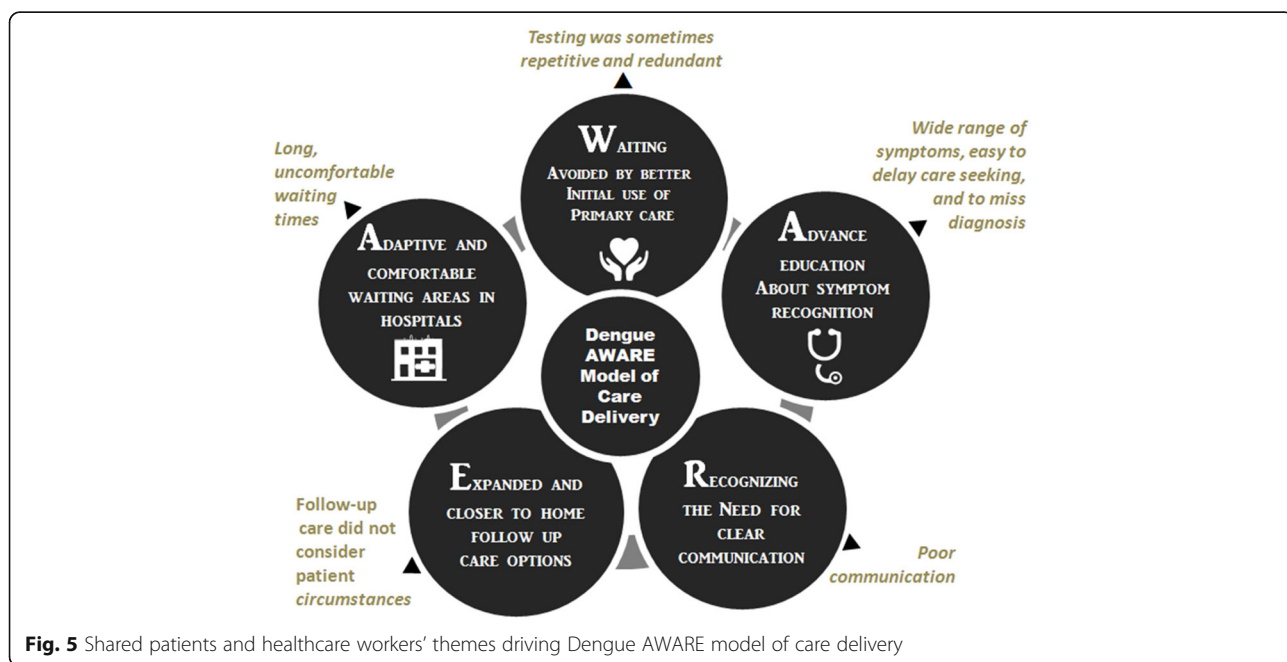 Testing was sometimes
repetitive and redundant
WAITING
AVOIDED BY BETTER
INITIAL USE OF
PRIMARY CARE
Long,
uncomfortable
waiting
times
ADAPTIVE AND
COMFORTABLE
WAITING AREAS IN
HOSPITALS
Wide range of
symptoms, easy to
delay care seeking,
and to miss
diagnosis
ADVANCE
EDUCATION
ABOUT SYMPTOM
RECOGNITION
Dengue
AWARE
Model of
Care
Delivery
EXPANDED AND
CLOSER TO HOME
FOLLOW UP
CARE OPTIONS
Follow-up
care did not
consider
patient
circumstances
RECOGNIZING
THE NEED FOR
CLEAR
COMMUNICATION
Poor
communication
Fig. 5 Shared patients and healthcare workers' themes driving Dengue AWARE model of care delivery